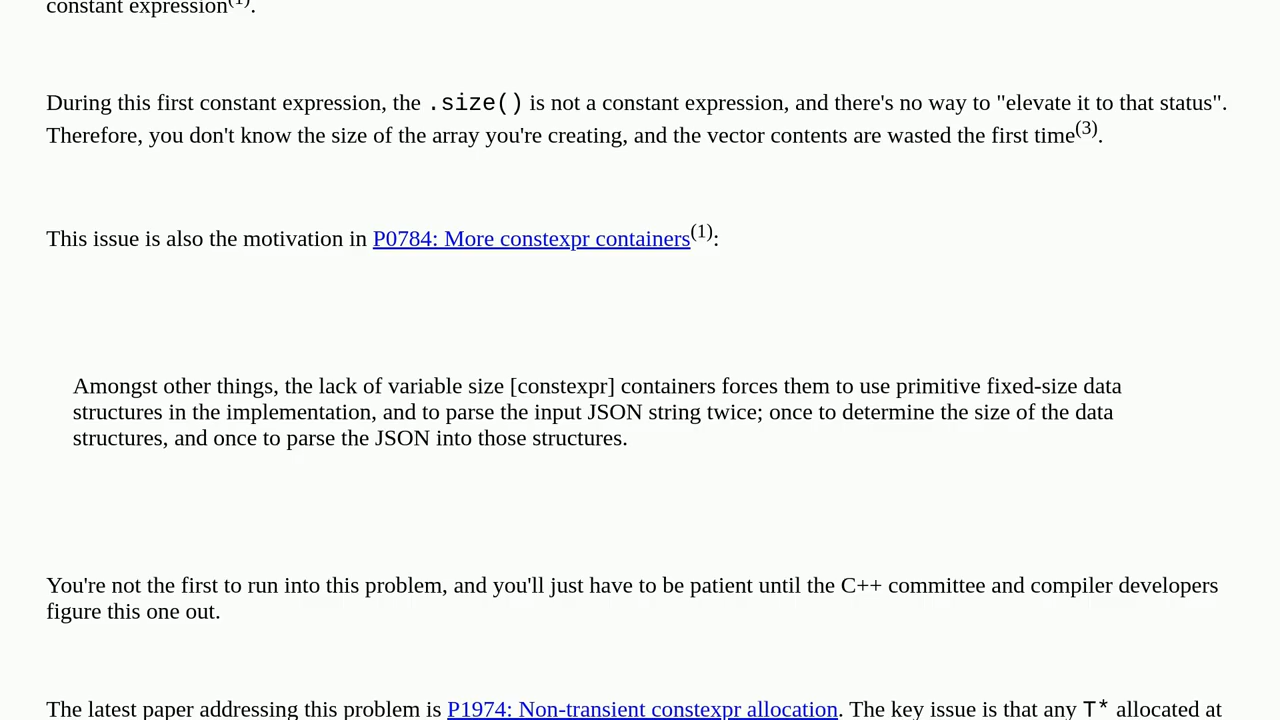 constant expression(1).
During this first constant expression, the .size() is not a constant expression, and there's no way to "elevate it to that status".
Therefore, you don't know the size of the array you're creating, and the vector contents are wasted the first time(3).
This issue is also the motivation in P0784: More constexpr containers(1):
Amongst other things, the lack of variable size [constexpr] containers forces them to use primitive fixed-size data
structures in the implementation, and to parse the input JSON string twice; once to determine the size of the data
structures, and once to parse the JSON into those structures.
You're not the first to run into this problem, and you'll just have to be patient until the C++ committee and compiler developers
figure this one out.
The latest paper addressing this problem is P1974: Non-transient constexpr allocation. The key issue is that any T* allocated at